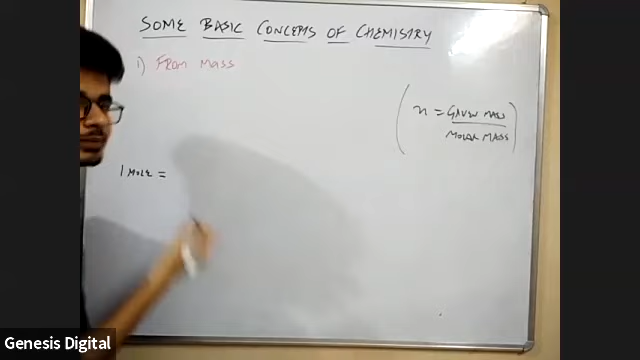 SOME BASIC CONCEPTS OF CHEMISTRY
i) FROM MASS
n = GIVEN MASS
MOLAR MASS
1 MOLE =
Genesis Digital